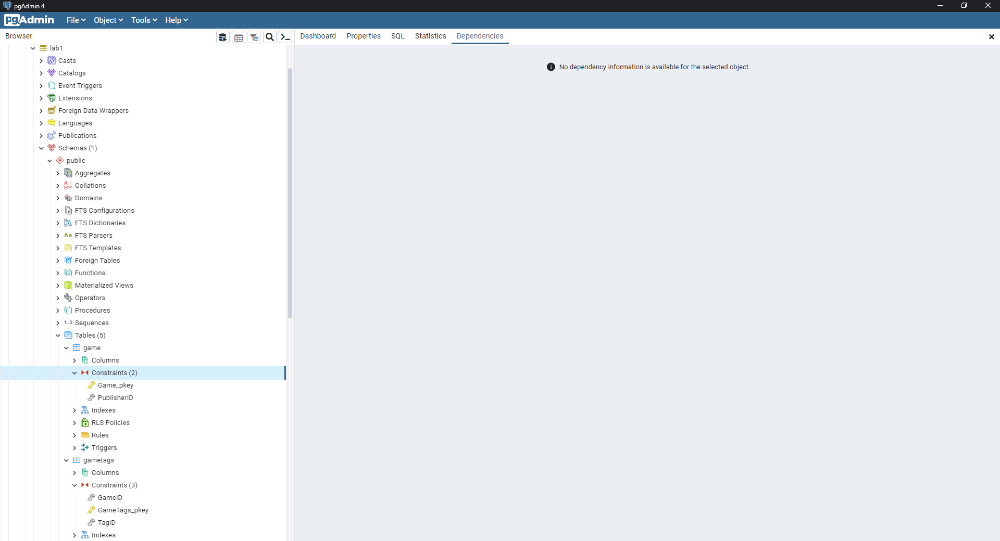 pgAdmin 4
pgAdmin File Object Tools Help
Browser
Dashboard Properties SQL Statistics Dependencies
No dependency information is available for the selected object.
lab1
Casts
Catalogs
Event Triggers
Extensions
Foreign Data Wrappers
Languages
Publications
Schemas (1)
public
Aggregates
Collations
Domains
FTS Configurations
FTS Dictionaries
Aa FTS Parsers
FTS Templates
Foreign Tables
Functions
Materialized Views
Operators
Procedures
1..3 Sequences
Tables (5)
game
Columns
Constraints (2)
Game_pkey
PublisherID
Indexes
RLS Policies
Rules
Triggers
gametags
Columns
Constraints (3)
GameID
GameTags_pkey
TagID
Indexes